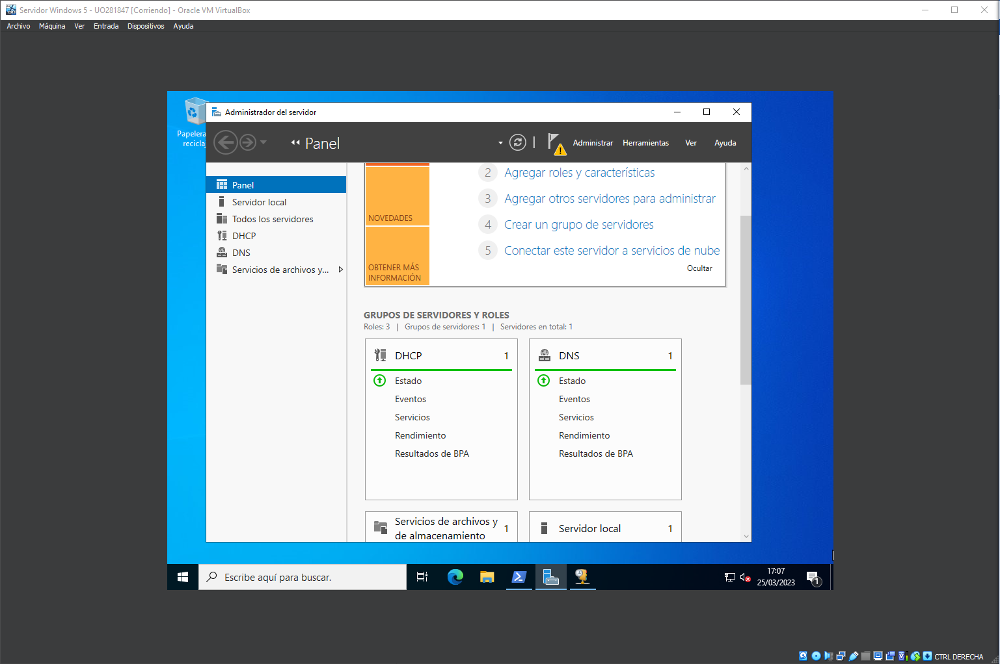 Servidor Windows 5 - UO281847 [Corriendo] - Oracle VM VirtualBox
Archivo Máquina Ver Entrada Dispositivos Ayuda
Papelera
recicla
Administrador del servidor
Panel
Administrar Herramientas Ver Ayuda
Panel
Servidor local
Todos los servidores
DHCP
DNS
Servicios de archivos y...
NOVEDADES
OBTENER MÁS
INFORMACIÓN
2 Agregar roles y características
3 Agregar otros servidores para administrar
4 Crear un grupo de servidores
5 Conectar este servidor a servicios de nube
Ocultar
GRUPOS DE SERVIDORES Y ROLES
Roles: 3 | Grupos de servidores: 1 | Servidores en total: 1
DHCP 1
Estado
Eventos
Servicios
Rendimiento
Resultados de BPA
DNS 1
Estado
Eventos
Servicios
Rendimiento
Resultados de BPA
Servicios de archivos y
de almacenamiento 1
Servidor local 1
Escribe aquí para buscar.
17:07
25/03/2023
1
CTRL DERECHA